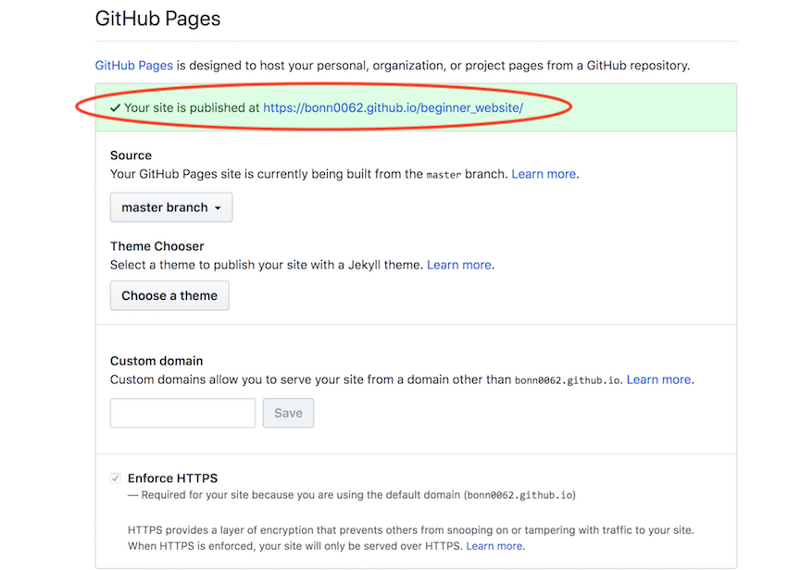 GitHub Pages
GitHub Pages is designed to host your personal, organization, or project pages from a GitHub repository.
✓ Your site is published at https://bonn0062.github.io/beginner_website/
Source
Your GitHub Pages site is currently being built from the master branch. Learn more.
master branch
Theme Chooser
Select a theme to publish your site with a Jekyll theme. Learn more.
Choose a theme
Custom domain
Custom domains allow you to serve your site from a domain other than bonn0062.github.io. Learn more.
Save
Enforce HTTPS
— Required for your site because you are using the default domain (bonn0062.github.io)
HTTPS provides a layer of encryption that prevents others from snooping on or tampering with traffic to your site.
When HTTPS is enforced, your site will only be served over HTTPS. Learn more.